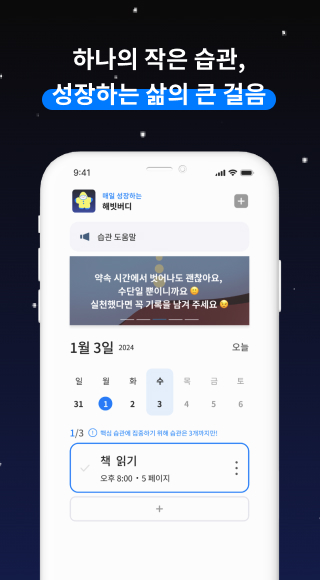 하나의 작은 습관,
성장하는 삶의 큰 걸음
9:41
매일 성장하는
해빗버디
습관 도움말
약속 시간에서 벗어나도 괜찮아요,
수단일 뿐이니까요 😄
실천했다면 꼭 기록을 남겨 주세요 😉
1월 3일 2024 오늘
일 월 화 수 목 금 토
31 1 2 3 4 5 6
1/3 핵심 습관에 집중하기 위해 습관은 3개까지만!
책 읽기
오후 8:00 • 5 페이지